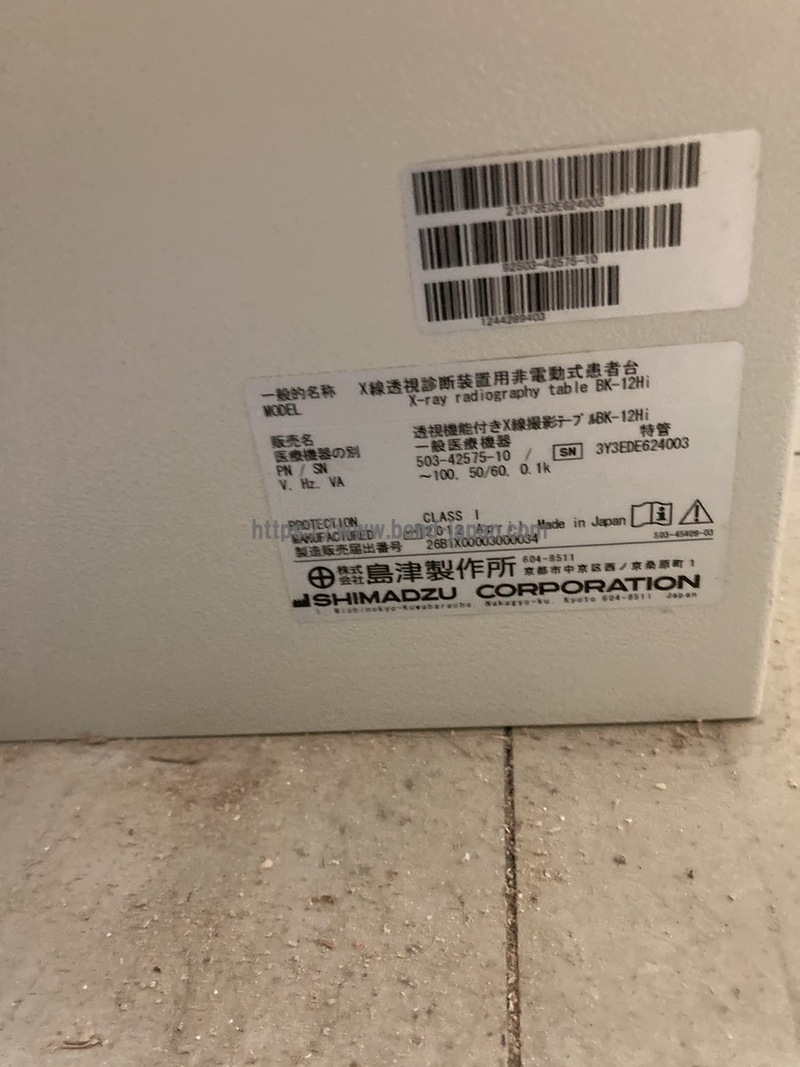 213Y3EDE624003
92503-42575-10
1244289403
一般的名称 X線透視診断装置用非電動式患者台
MODEL X-ray radiography table BK-12Hi
販売名 透視機能付きX線撮影テーブルBK-12Hi
医療機器の別 一般医療機器 特管
PN / SN 503-42575-10 / SN 3Y3EDE624003
V. Hz. VA ～100, 50/60, 0.1k
PROTECTION CLASS I
MANUFACTURED Made in Japan
503-45409-03
製造販売届出番号 26B1X00003000034
株式会社 島津製作所 604-8511
京都市中京区西ノ京桑原町1
SHIMADZU CORPORATION
1, Nishinokyo-Kuwabaracho, Nakagyo-ku, Kyoto 604-8511 Japan